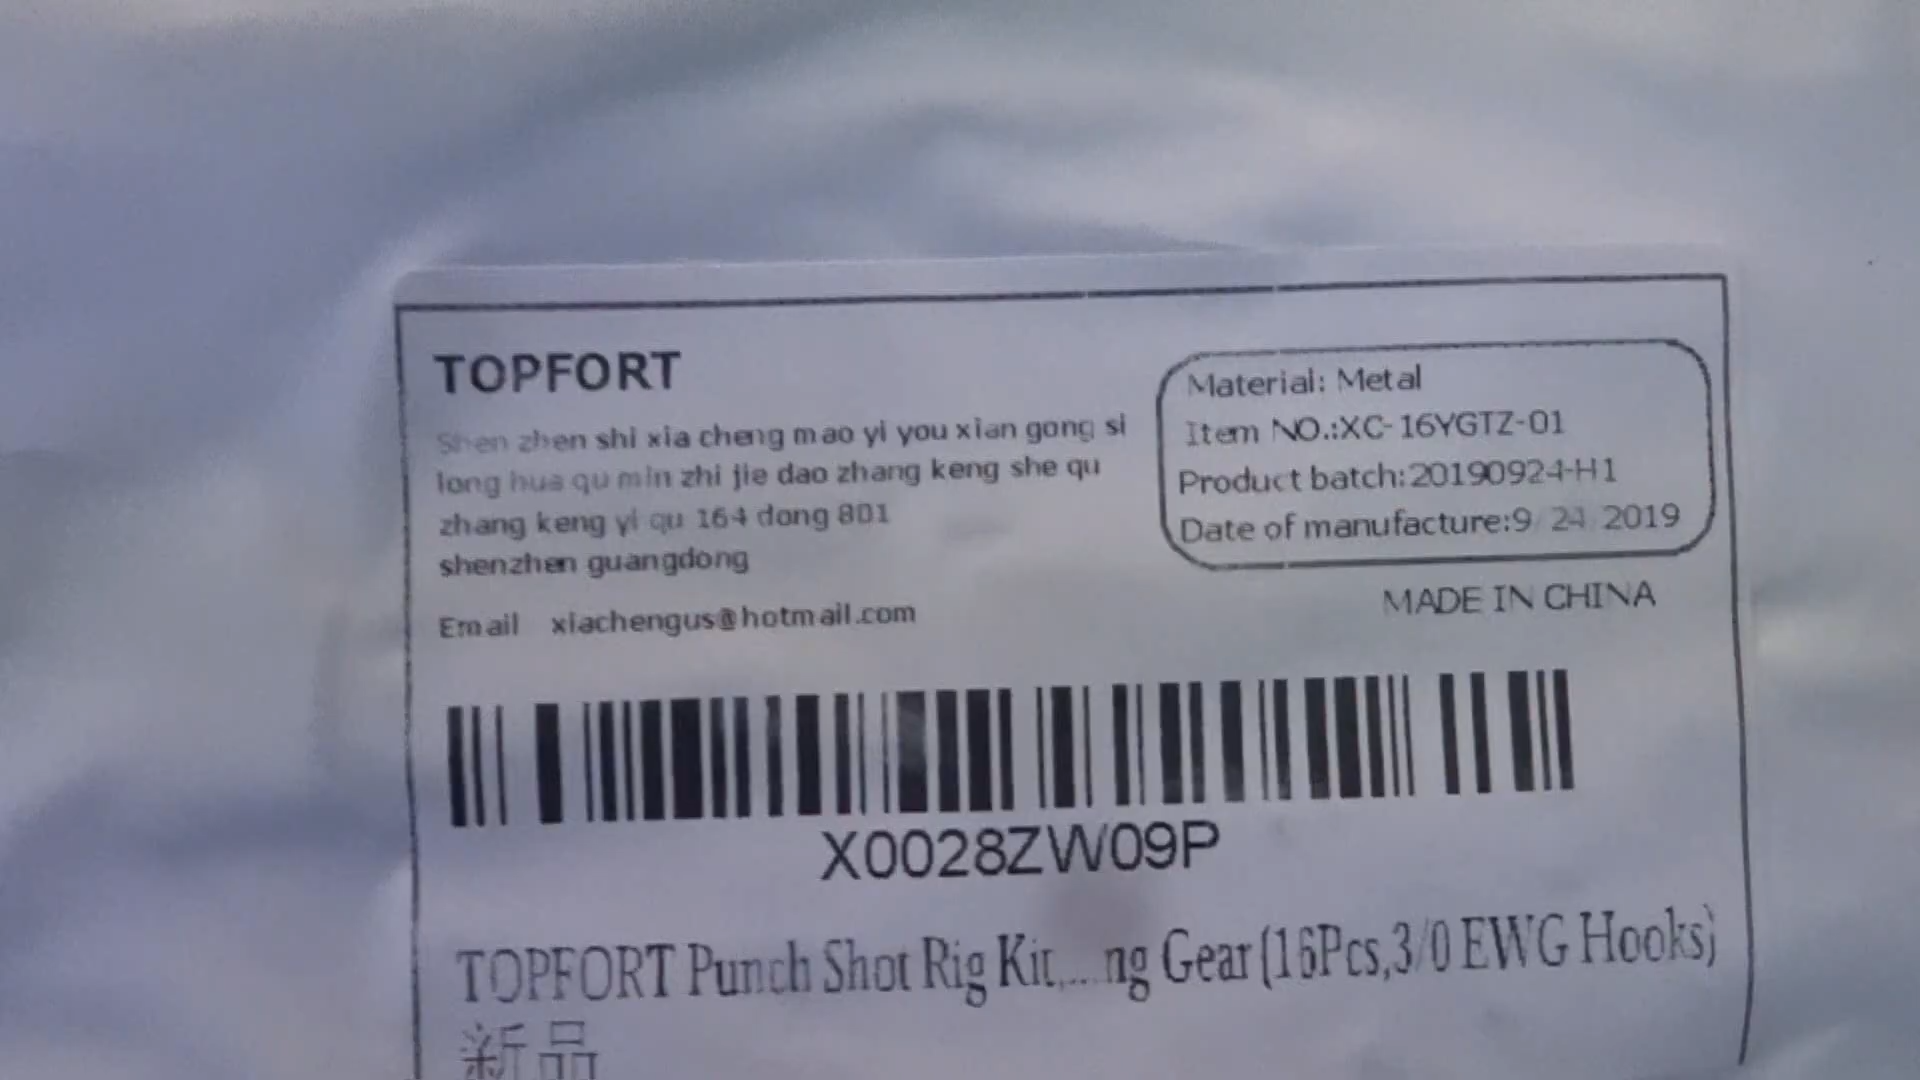 TOPFORT
Shen zhen shi xia cheng mao yi you xian gong si
long hua qu min zhi jie dao zhang keng she qu
zhang keng yi qu 164 dong 801
shenzhen guangdong
Email xiachengus@hotmail.com
Material: Metal
Item NO.:XC-16YGTZ-01
Product batch:20190924-H1
Date of manufacture:9/24/2019
MADE IN CHINA
X0028ZW09P
TOPFORT Punch Shot Rig Kit,... ng Gear (16Pcs,3/0 EWG Hooks)
新品